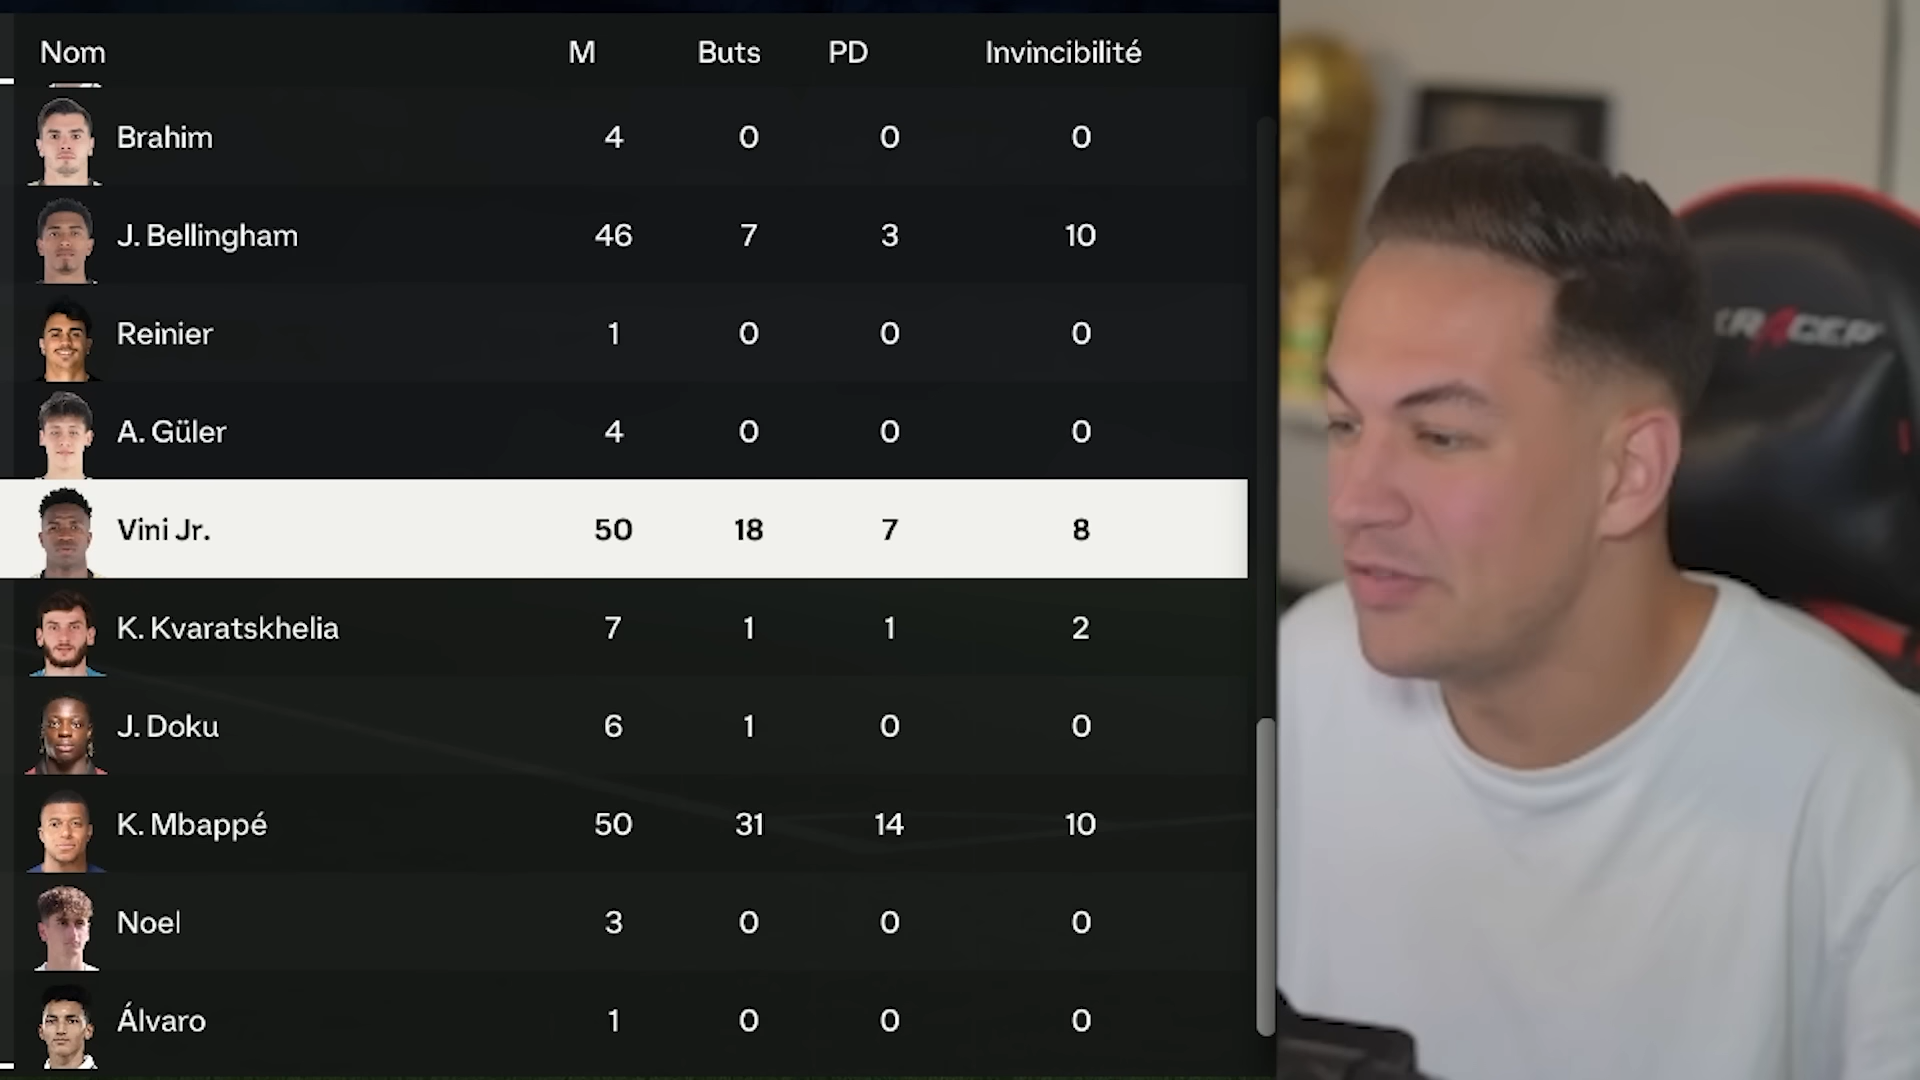 Nom M Buts PD Invincibilité
Brahim 4 0 0 0
J. Bellingham 46 7 3 10
Reinier 1 0 0 0
A. Güler 4 0 0 0
Vini Jr. 50 18 7 8
K. Kvaratskhelia 7 1 1 2
J. Doku 6 1 0 0
K. Mbappé 50 31 14 10
Noel 3 0 0 0
Álvaro 1 0 0 0